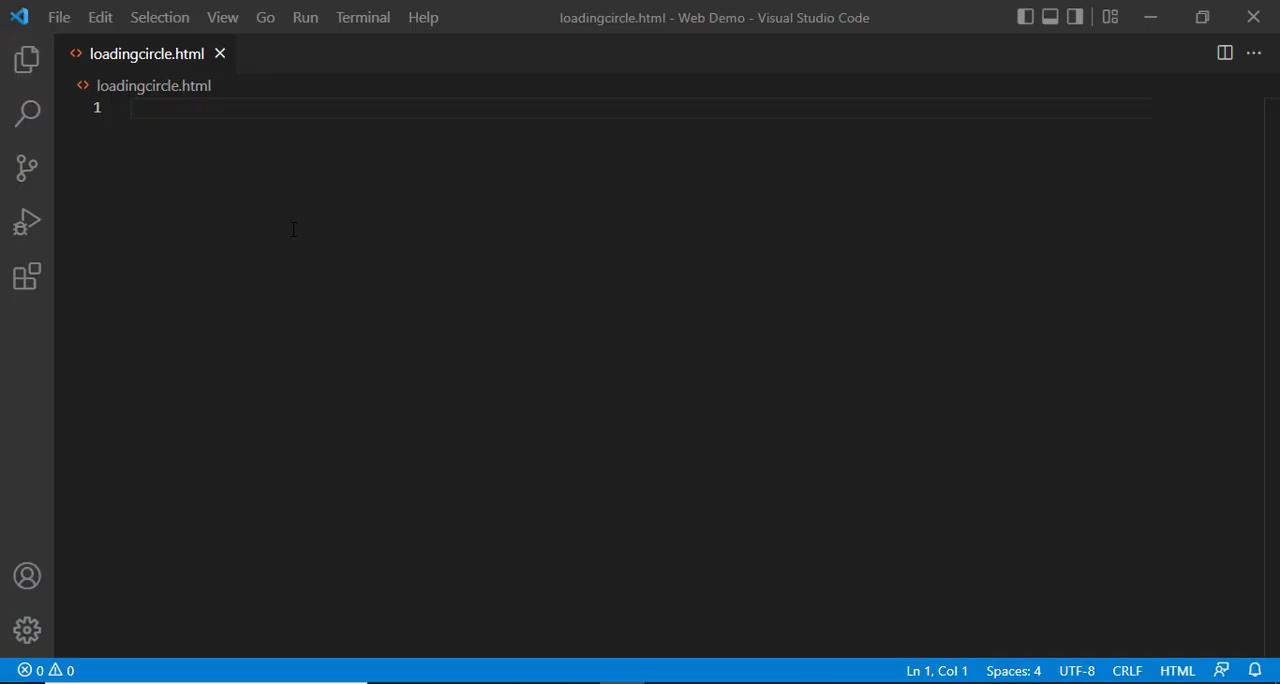 File Edit Selection View Go Run Terminal Help loadingcircle.html - Web Demo - Visual Studio Code
loadingcircle.html
loadingcircle.html
1
0 0 Ln 1, Col 1 Spaces: 4 UTF-8 CRLF HTML